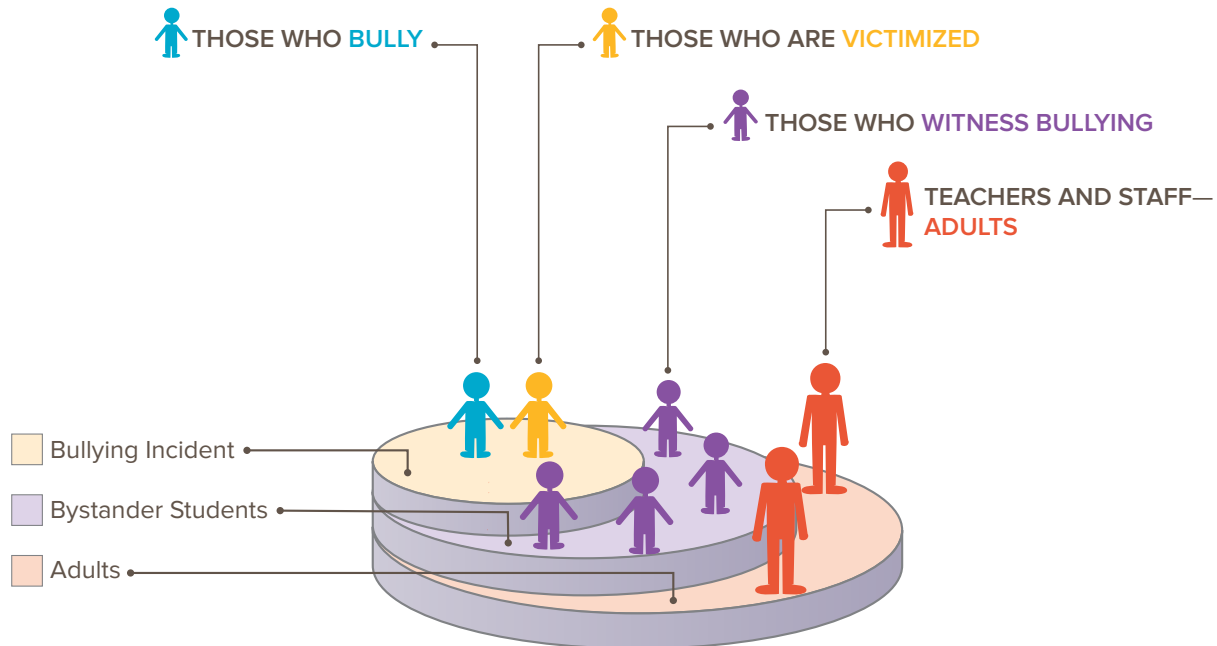 THOSE WHO BULLY
THOSE WHO ARE VICTIMIZED
THOSE WHO WITNESS BULLYING
TEACHERS AND STAFF—
ADULTS
Bullying Incident
Bystander Students
Adults